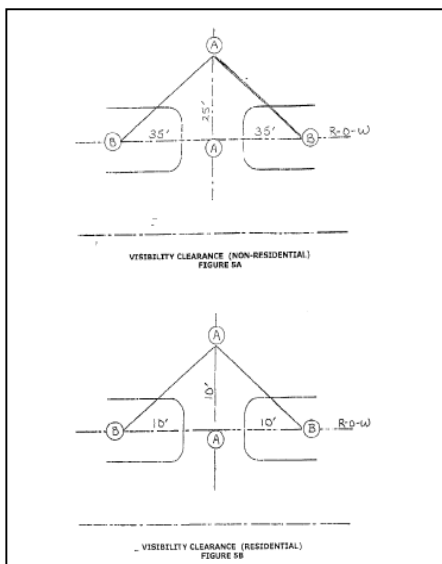 A
25'
35' 35'
B A B R-O-W
VISIBILITY CLEARANCE (NON-RESIDENTIAL)
FIGURE 5A
A
10'
10' 10'
B A B R-O-W
VISIBILITY CLEARANCE (RESIDENTIAL)
FIGURE 5B